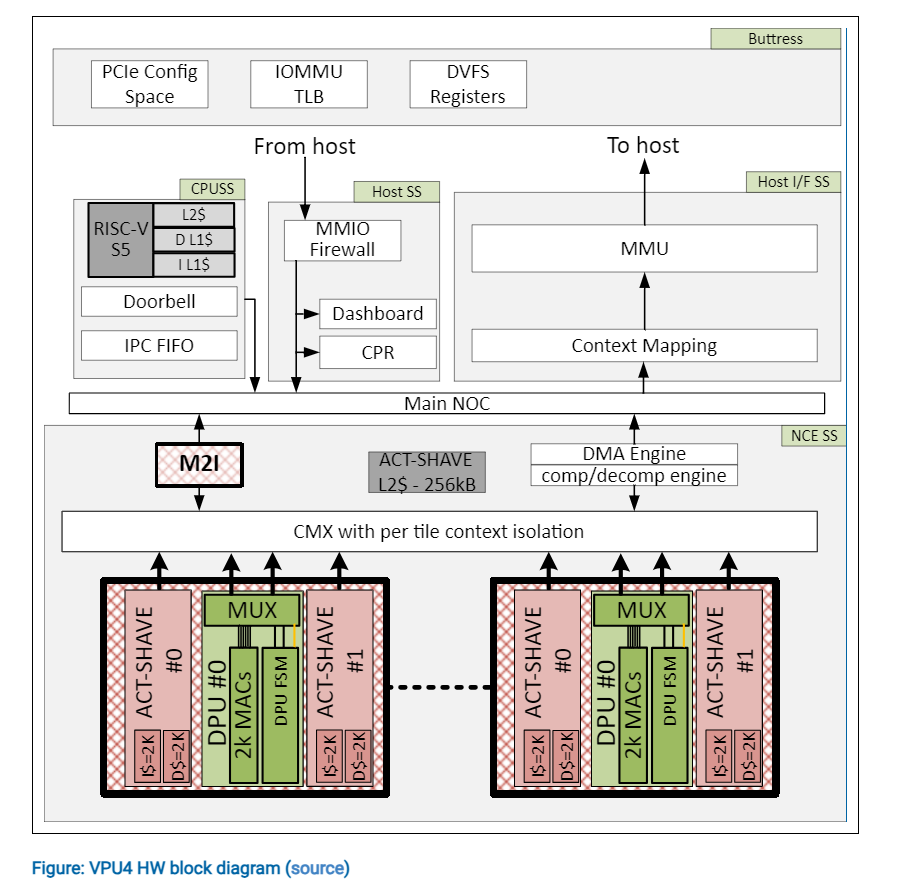 Buttress
PCIe Config
Space
IOMMU
TLB
DVFS
Registers
From host
To host
CPUSS
Host SS
Host I/F SS
RISC-V
S5
L2$
D L1$
I L1$
MMIO
Firewall
MMU
Doorbell
Dashboard
IPC FIFO
CPR
Context Mapping
Main NOC
NCE SS
M2I
ACT-SHAVE
L2$ - 256kB
DMA Engine
comp/decomp engine
CMX with per tile context isolation
ACT-SHAVE
#0
I$=2K
D$=2K
MUX
DPU #0
2k MACs
DPU FSM
ACT-SHAVE
#1
I$=2K
D$=2K
ACT-SHAVE
#0
I$=2K
D$=2K
MUX
DPU #0
2k MACs
DPU FSM
ACT-SHAVE
#1
I$=2K
D$=2K
Figure: VPU4 HW block diagram (source)